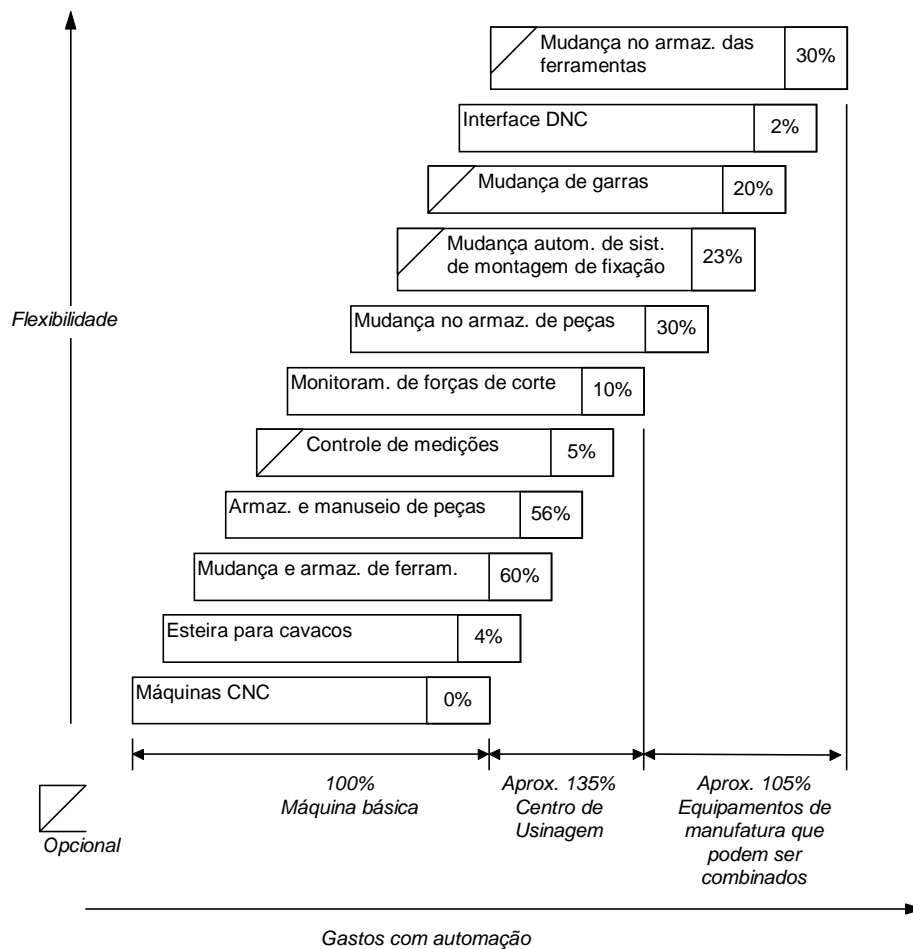 Mudança no armaz. das
ferramentas
30%
Interface DNC
2%
Mudança de garras
20%
Mudança autom. de sist.
de montagem de fixação
23%
Flexibilidade
Mudança no armaz. de peças
30%
Monitoram. de forças de corte
10%
Controle de medições
5%
Armaz. e manuseio de peças
56%
Mudança e armaz. de ferram.
60%
Esteira para cavacos
4%
Máquinas CNC
0%
100%
Máquina básica
Aprox. 135%
Centro de
Usinagem
Aprox. 105%
Equipamentos de
manufatura que
podem ser
combinados
Opcional
Gastos com automação